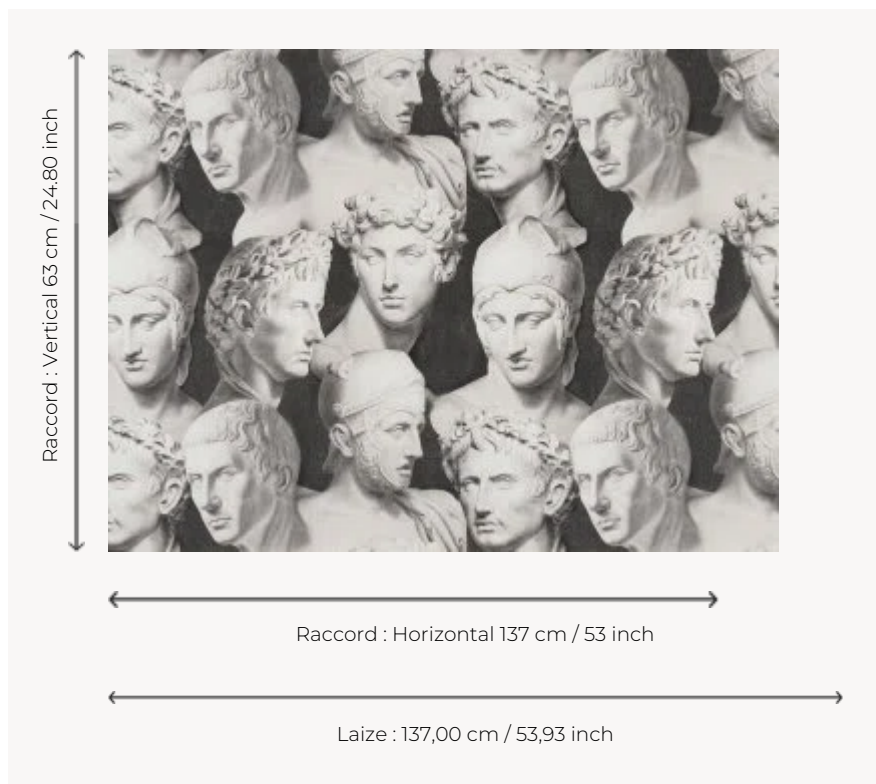 Raccord : Vertical 63 cm / 24.80 inch
Raccord : Horizontal 137 cm / 53 inch
Laize : 137,00 cm / 53,93 inch